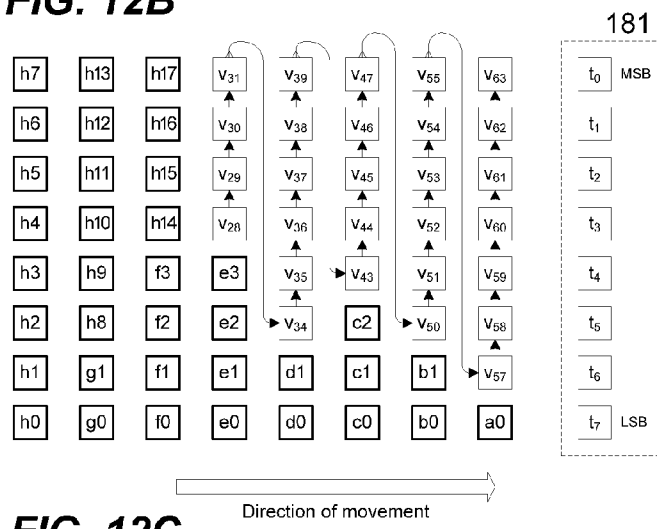 FIG. 12B
181
h7 h13 h17 v31 v39 v47 v55 v63 t0 MSB
h6 h12 h16 v30 v38 v46 v54 v62 t1
h5 h11 h15 v29 v37 v45 v53 v61 t2
h4 h10 h14 v28 v36 v44 v52 v60 t3
h3 h9 f3 e3 v35 v43 v51 v59 t4
h2 h8 f2 e2 v34 c2 v50 v58 t5
h1 g1 f1 e1 d1 c1 b1 v57 t6
h0 g0 f0 e0 d0 c0 b0 a0 t7 LSB
Direction of movement
FIG. 12C